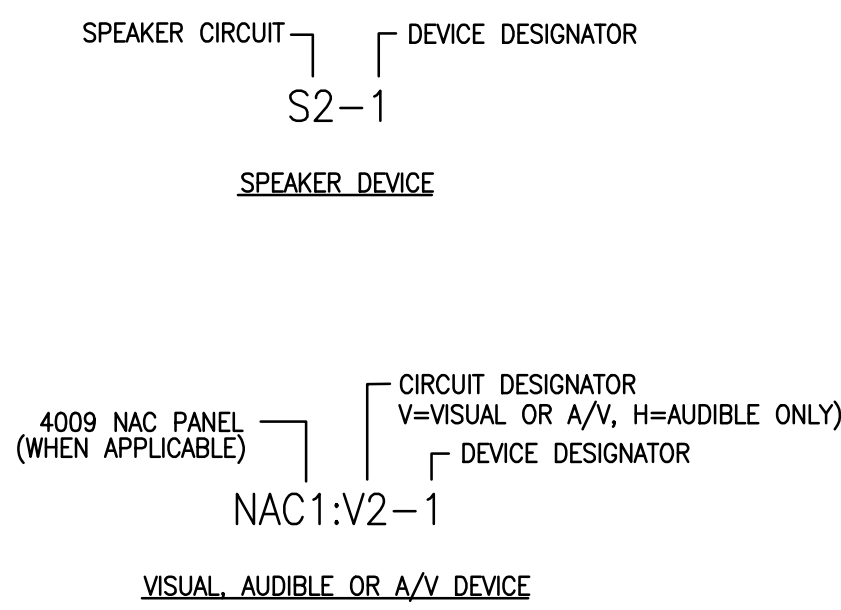 SPEAKER CIRCUIT
DEVICE DESIGNATOR
S2-1
SPEAKER DEVICE
CIRCUIT DESIGNATOR
V=VISUAL OR A/V, H=AUDIBLE ONLY)
4009 NAC PANEL
(WHEN APPLICABLE)
DEVICE DESIGNATOR
NAC1:V2-1
VISUAL, AUDIBLE OR A/V DEVICE